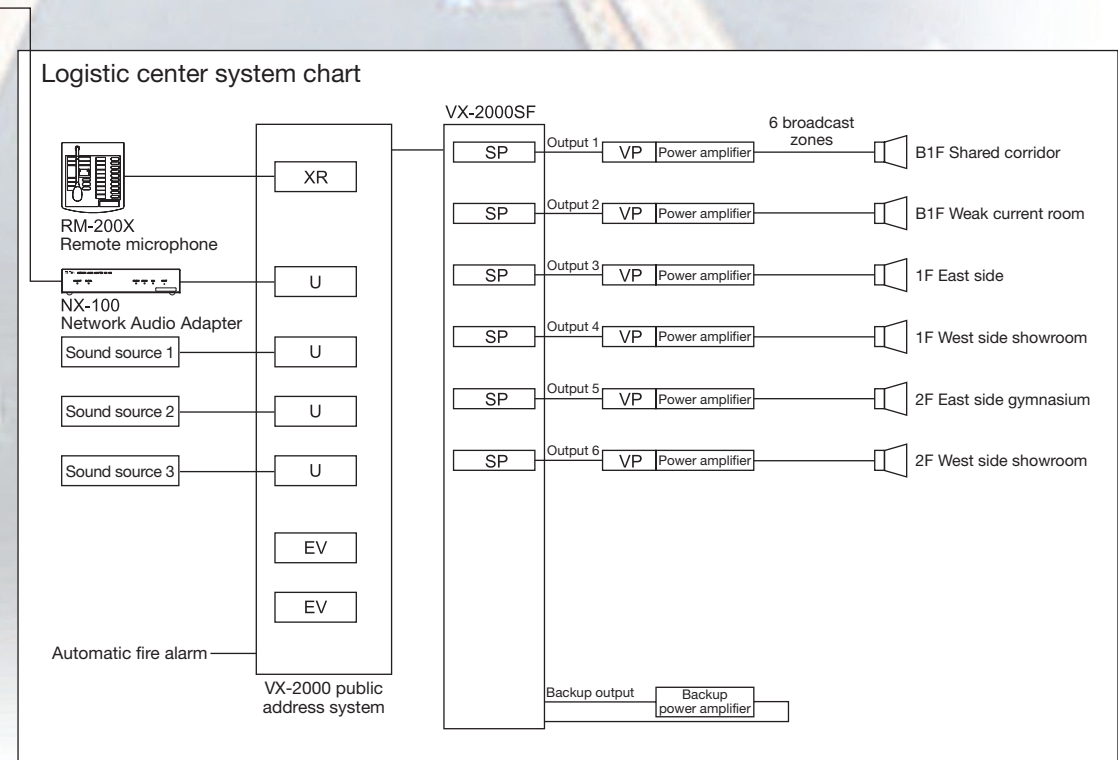 Logistic center system chart
VX-2000SF
6 broadcast
zones
XR
RM-200X
Remote microphone
U
NX-100
Network Audio Adapter
Sound source 1
U
Sound source 2
U
Sound source 3
U
EV
EV
Automatic fire alarm
VX-2000 public
address system
SP
Output 1
VP
Power amplifier
B1F Shared corridor
SP
Output 2
VP
Power amplifier
B1F Weak current room
SP
Output 3
VP
Power amplifier
1F East side
SP
Output 4
VP
Power amplifier
1F West side showroom
SP
Output 5
VP
Power amplifier
2F East side gymnasium
SP
Output 6
VP
Power amplifier
2F West side showroom
Backup output
Backup
power amplifier